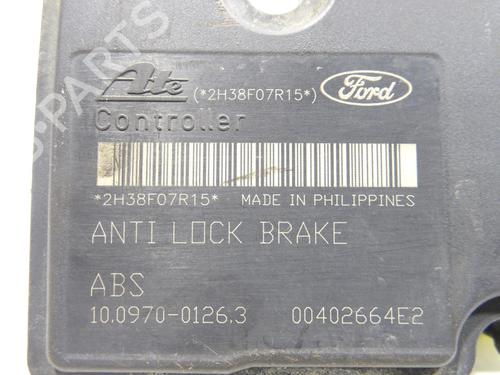 Ate (*2H38F07R15*) Ford
Controller
*2H38F07R15* MADE IN PHILIPPINES
ANTI LOCK BRAKE
ABS
10.0970-0126.3 00402664E2